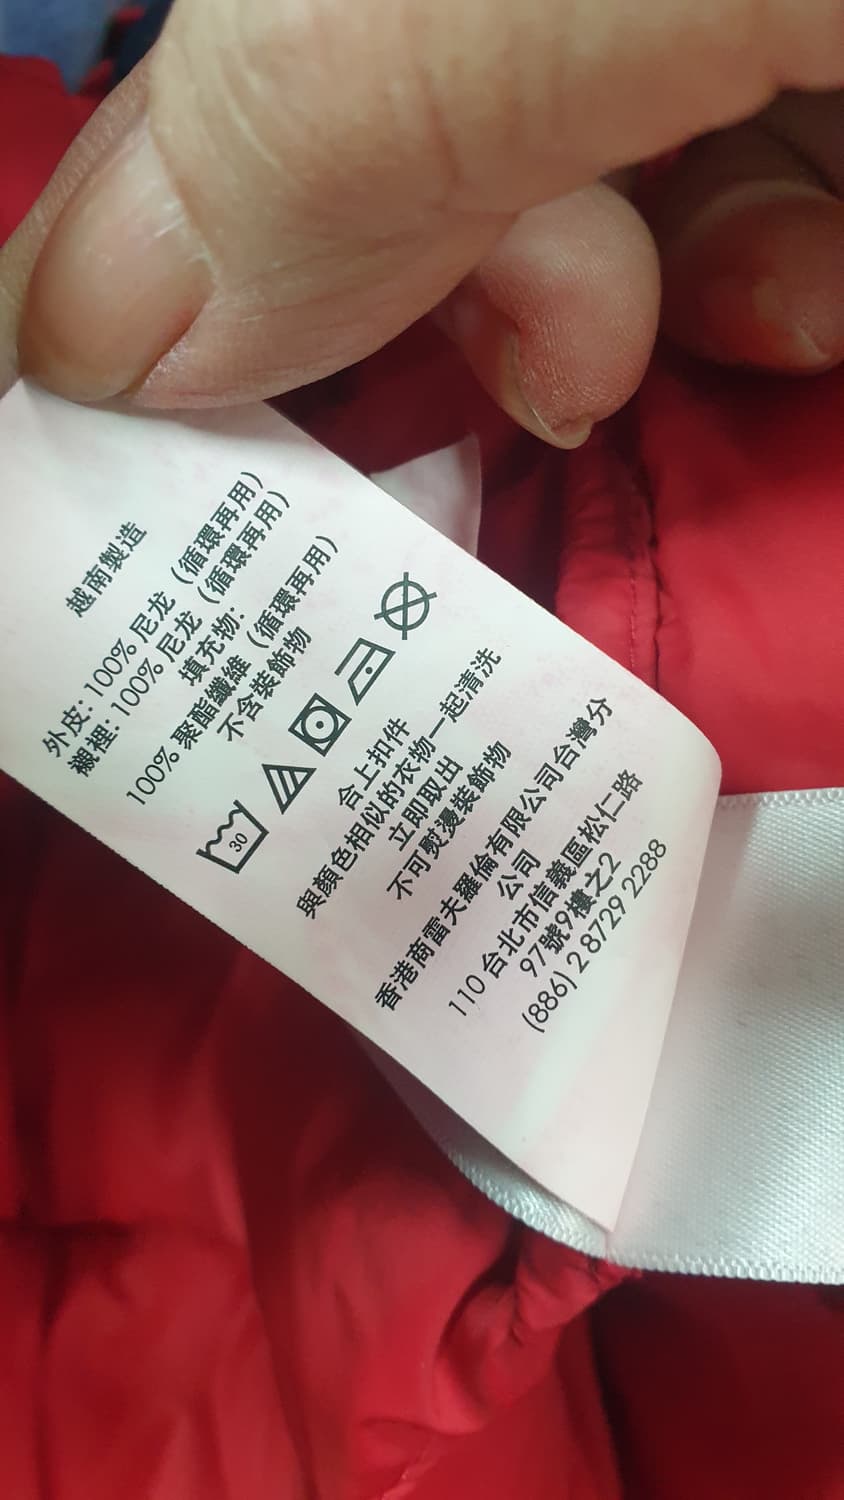 越南製造
外皮: 100% 尼龙 (循環再用)
襯裡: 100% 尼龙 (循環再用)
填充物:
100% 聚酯纖維 (循環再用)
不含裝飾物
30
合上扣件
與顏色相似的衣物一起清洗
立即取出
不可熨燙裝飾物
香港商雷夫羅倫有限公司台灣分
公司
110 台北市信義區松仁路
97號9樓之2
(886) 2 8729 2288